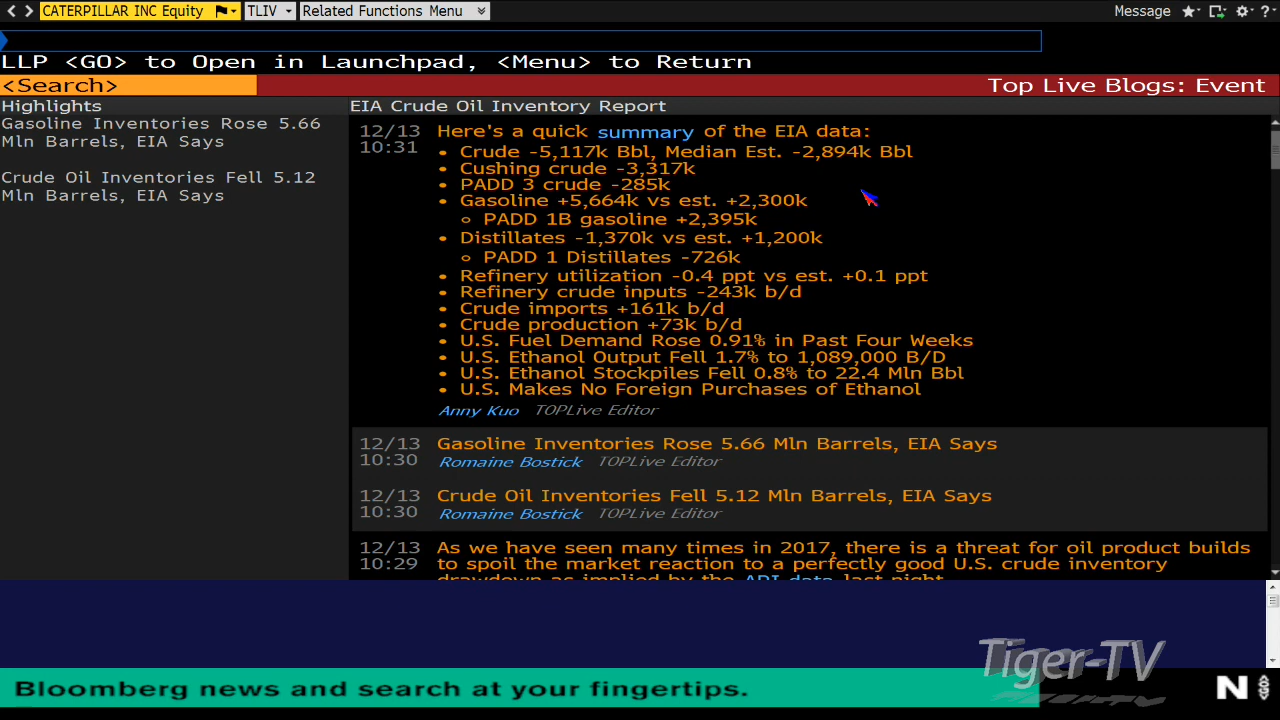 CATERPILLAR INC Equity TLIV Related Functions Menu Message
LLP <GO> to Open in Launchpad, <Menu> to Return
<Search> Top Live Blogs: Event
Highlights
Gasoline Inventories Rose 5.66
Mln Barrels, EIA Says
Crude Oil Inventories Fell 5.12
Mln Barrels, EIA Says
EIA Crude Oil Inventory Report
12/13 Here's a quick summary of the EIA data:
10:31
• Crude -5,117k Bbl, Median Est. -2,894k Bbl
• Cushing crude -3,317k
• PADD 3 crude -285k
• Gasoline +5,664k vs est. +2,300k
o PADD 1B gasoline +2,395k
• Distillates -1,370k vs est. +1,200k
o PADD 1 Distillates -726k
• Refinery utilization -0.4 ppt vs est. +0.1 ppt
• Refinery crude inputs -243k b/d
• Crude imports +161k b/d
• Crude production +73k b/d
• U.S. Fuel Demand Rose 0.91% in Past Four Weeks
• U.S. Ethanol Output Fell 1.7% to 1,089,000 B/D
• U.S. Ethanol Stockpiles Fell 0.8% to 22.4 Mln Bbl
• U.S. Makes No Foreign Purchases of Ethanol
Anny Kuo TOPLive Editor
12/13 Gasoline Inventories Rose 5.66 Mln Barrels, EIA Says
10:30 Romaine Bostick TOPLive Editor
12/13 Crude Oil Inventories Fell 5.12 Mln Barrels, EIA Says
10:30 Romaine Bostick TOPLive Editor
12/13 As we have seen many times in 2017, there is a threat for oil product builds
10:29 to spoil the market reaction to a perfectly good U.S. crude inventory
drawdown as implied by the API data last night
Tiger-TV
Bloomberg news and search at your fingertips.
N